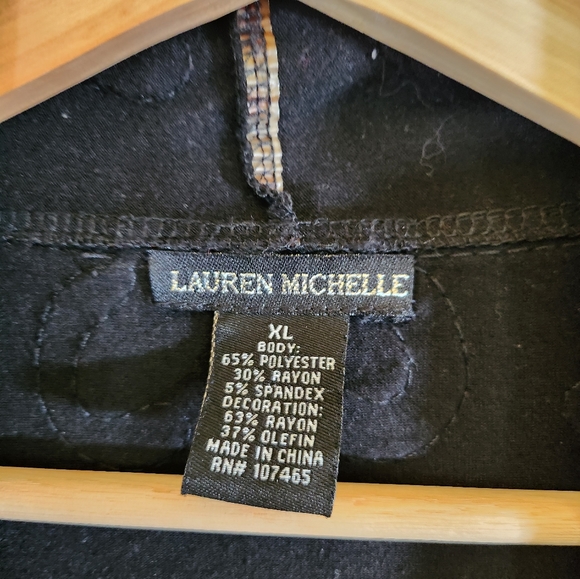 LAUREN MICHELLE
XL
BODY:
65% POLYESTER
30% RAYON
5% SPANDEX
DECORATION:
63% RAYON
37% OLEFIN
MADE IN CHINA
RN# 107465